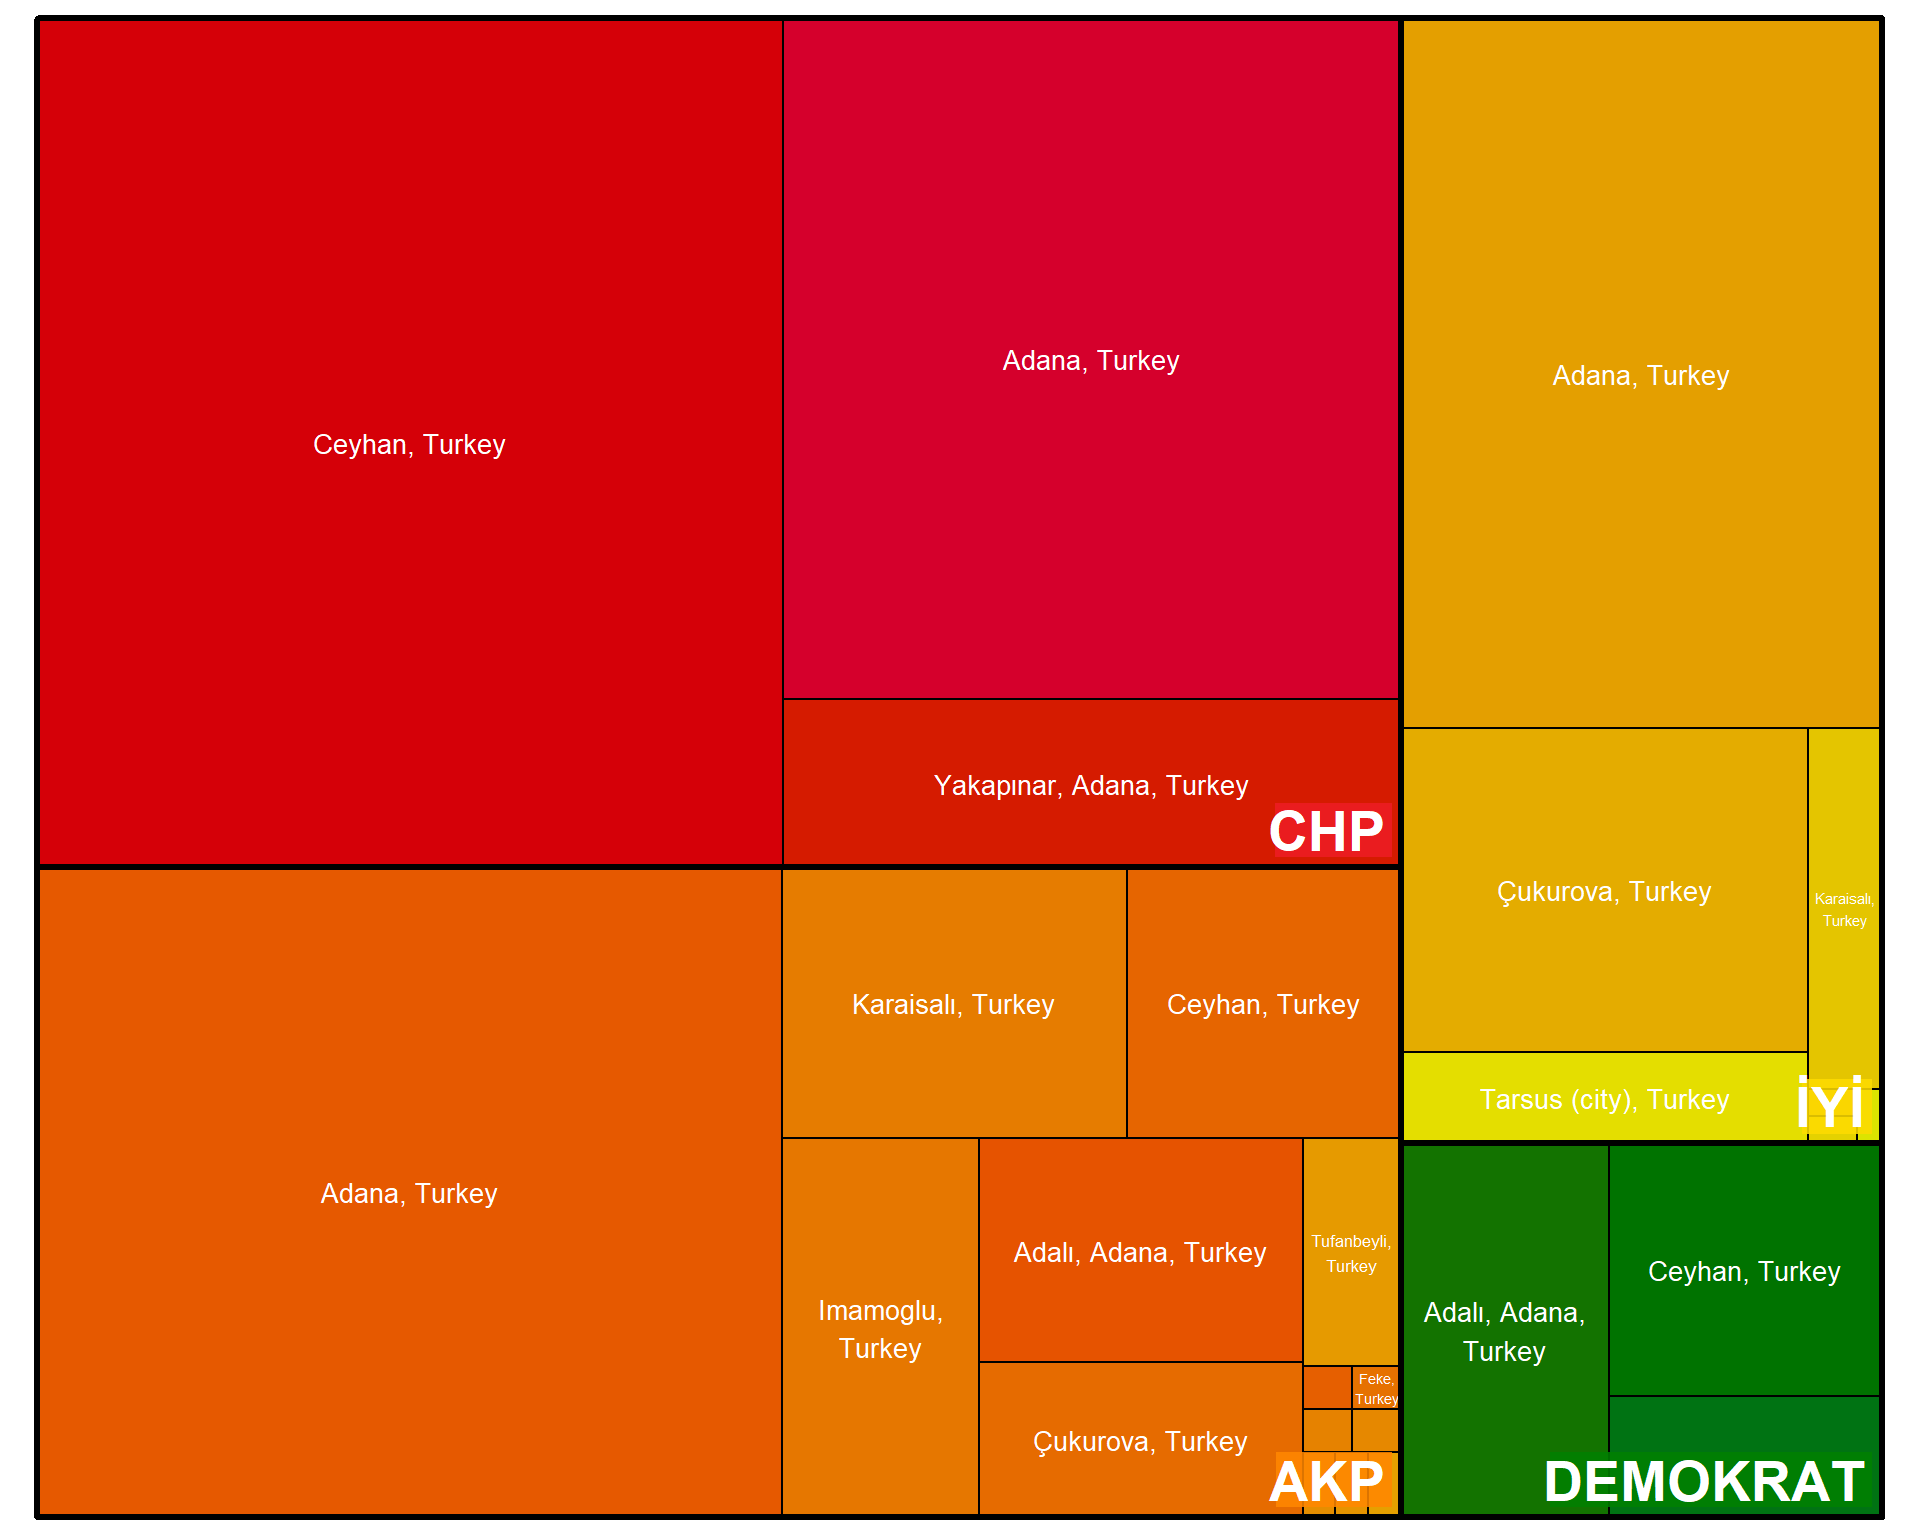 Ceyhan, Turkey
Adana, Turkey
Yakapınar, Adana, Turkey
CHP
Adana, Turkey
Çukurova, Turkey
Karaisalı,
Turkey
Tarsus (city), Turkey
İYİ
Adana, Turkey
Karaisalı, Turkey
Ceyhan, Turkey
Imamoglu,
Turkey
Adalı, Adana, Turkey
Tufanbeyli,
Turkey
Feke,
Turkey
Çukurova, Turkey
AKP
Adalı, Adana,
Turkey
Ceyhan, Turkey
DEMOKRAT